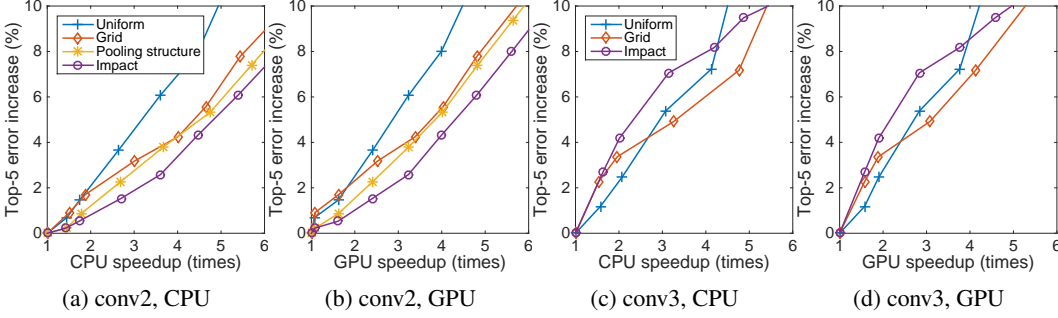 Top-5 error increase (%)
10
8
6
4
2
0
Uniform
Grid
Pooling structure
Impact
1 2 3 4 5 6
CPU speedup (times)
(a) conv2, CPU
Top-5 error increase (%)
10
8
6
4
2
0
1 2 3 4 5 6
GPU speedup (times)
(b) conv2, GPU
Top-5 error increase (%)
10
8
6
4
2
0
Uniform
Grid
Impact
1 2 3 4 5 6
CPU speedup (times)
(c) conv3, CPU
Top-5 error increase (%)
10
8
6
4
2
0
1 2 3 4 5 6
GPU speedup (times)
(d) conv3, GPU